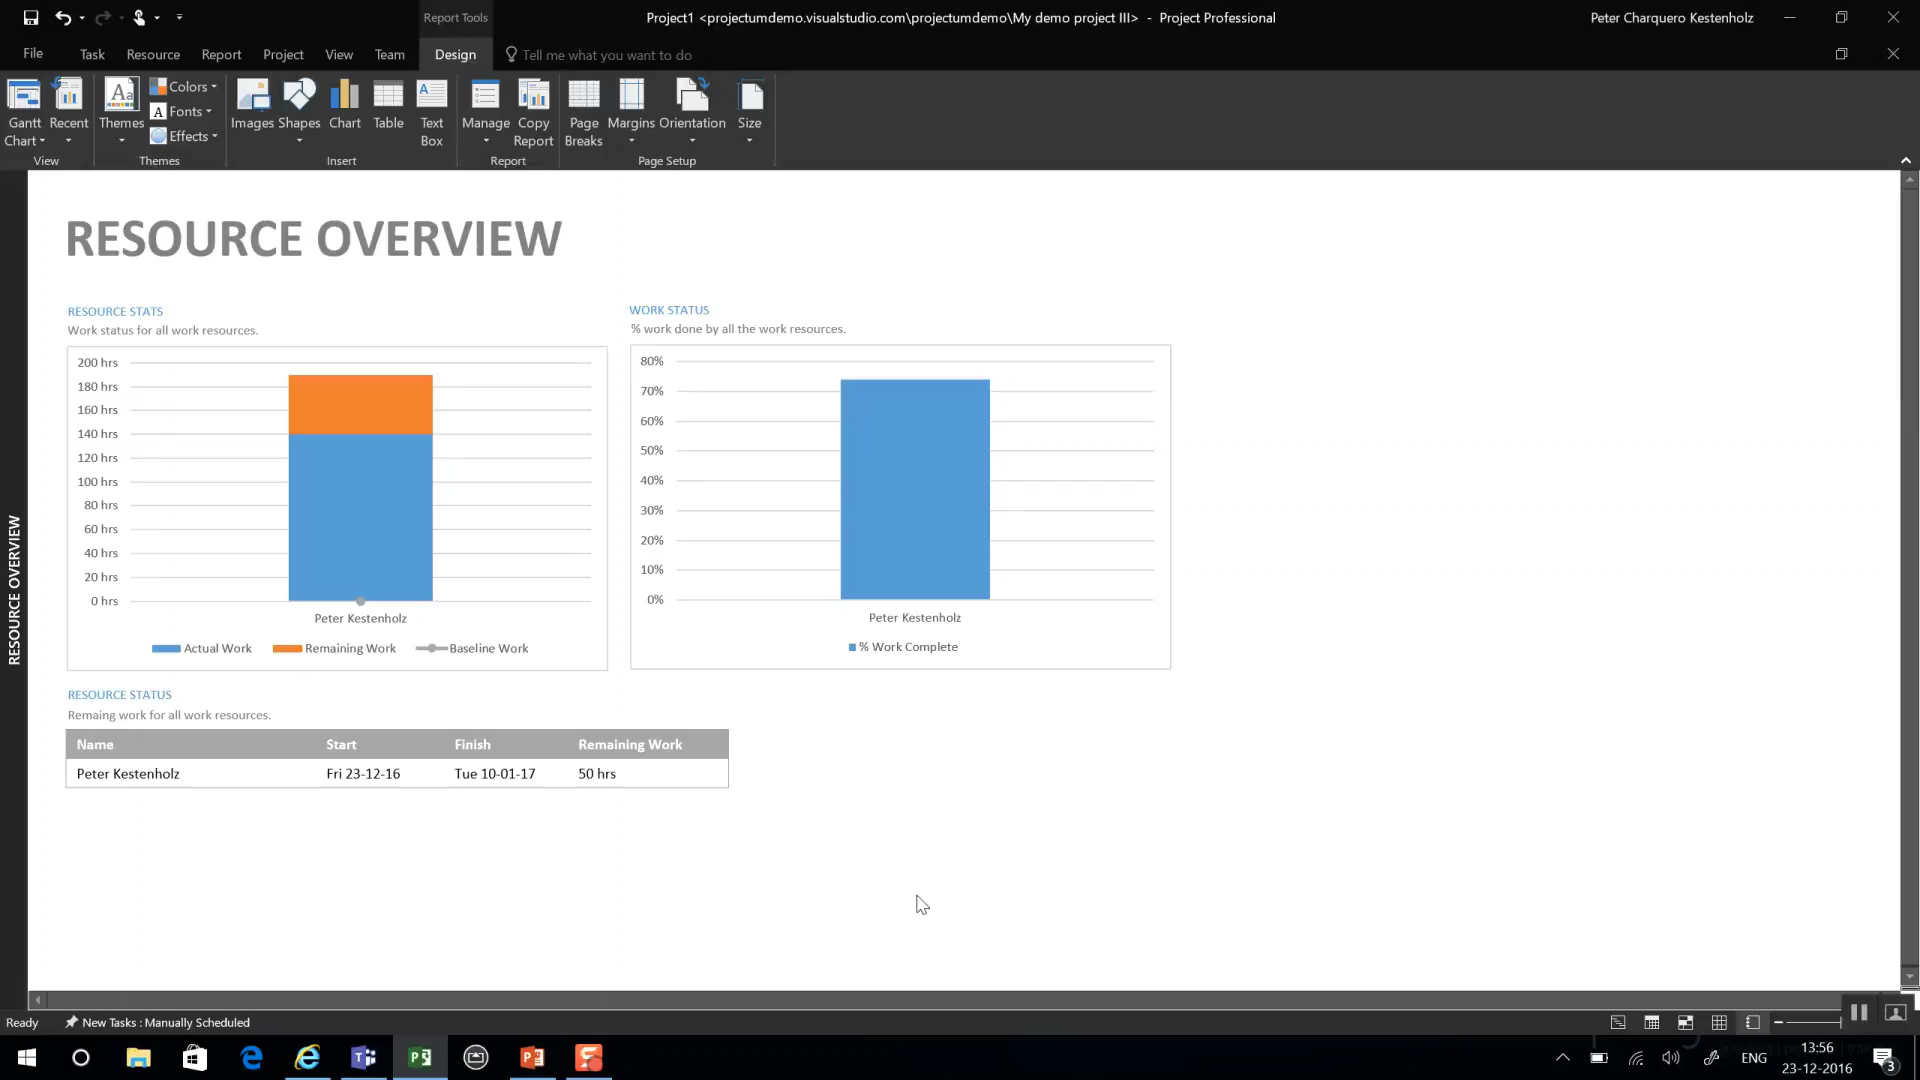 Report Tools
Project1 <projectumdemo.visualstudio.com\projectumdemo\My demo project III> - Project Professional
Peter Charquero Kestenholz
File Task Resource Report Project View Team Design Tell me what you want to do
Gantt Chart
Recent
Themes
Colors
Fonts
Effects
Images
Shapes
Chart
Table
Text Box
Manage
Copy Report
Page Breaks
Margins
Orientation
Size
View
Themes
Insert
Report
Page Setup
RESOURCE OVERVIEW
RESOURCE OVERVIEW
RESOURCE STATS
Work status for all work resources.
200 hrs
180 hrs
160 hrs
140 hrs
120 hrs
100 hrs
80 hrs
60 hrs
40 hrs
20 hrs
0 hrs
Peter Kestenholz
Actual Work Remaining Work Baseline Work
WORK STATUS
% work done by all the work resources.
80%
70%
60%
50%
40%
30%
20%
10%
0%
Peter Kestenholz
% Work Complete
RESOURCE STATUS
Remaing work for all work resources.
Name Start Finish Remaining Work
Peter Kestenholz Fri 23-12-16 Tue 10-01-17 50 hrs
Ready New Tasks : Manually Scheduled
ENG
13:56
23-12-2016
3